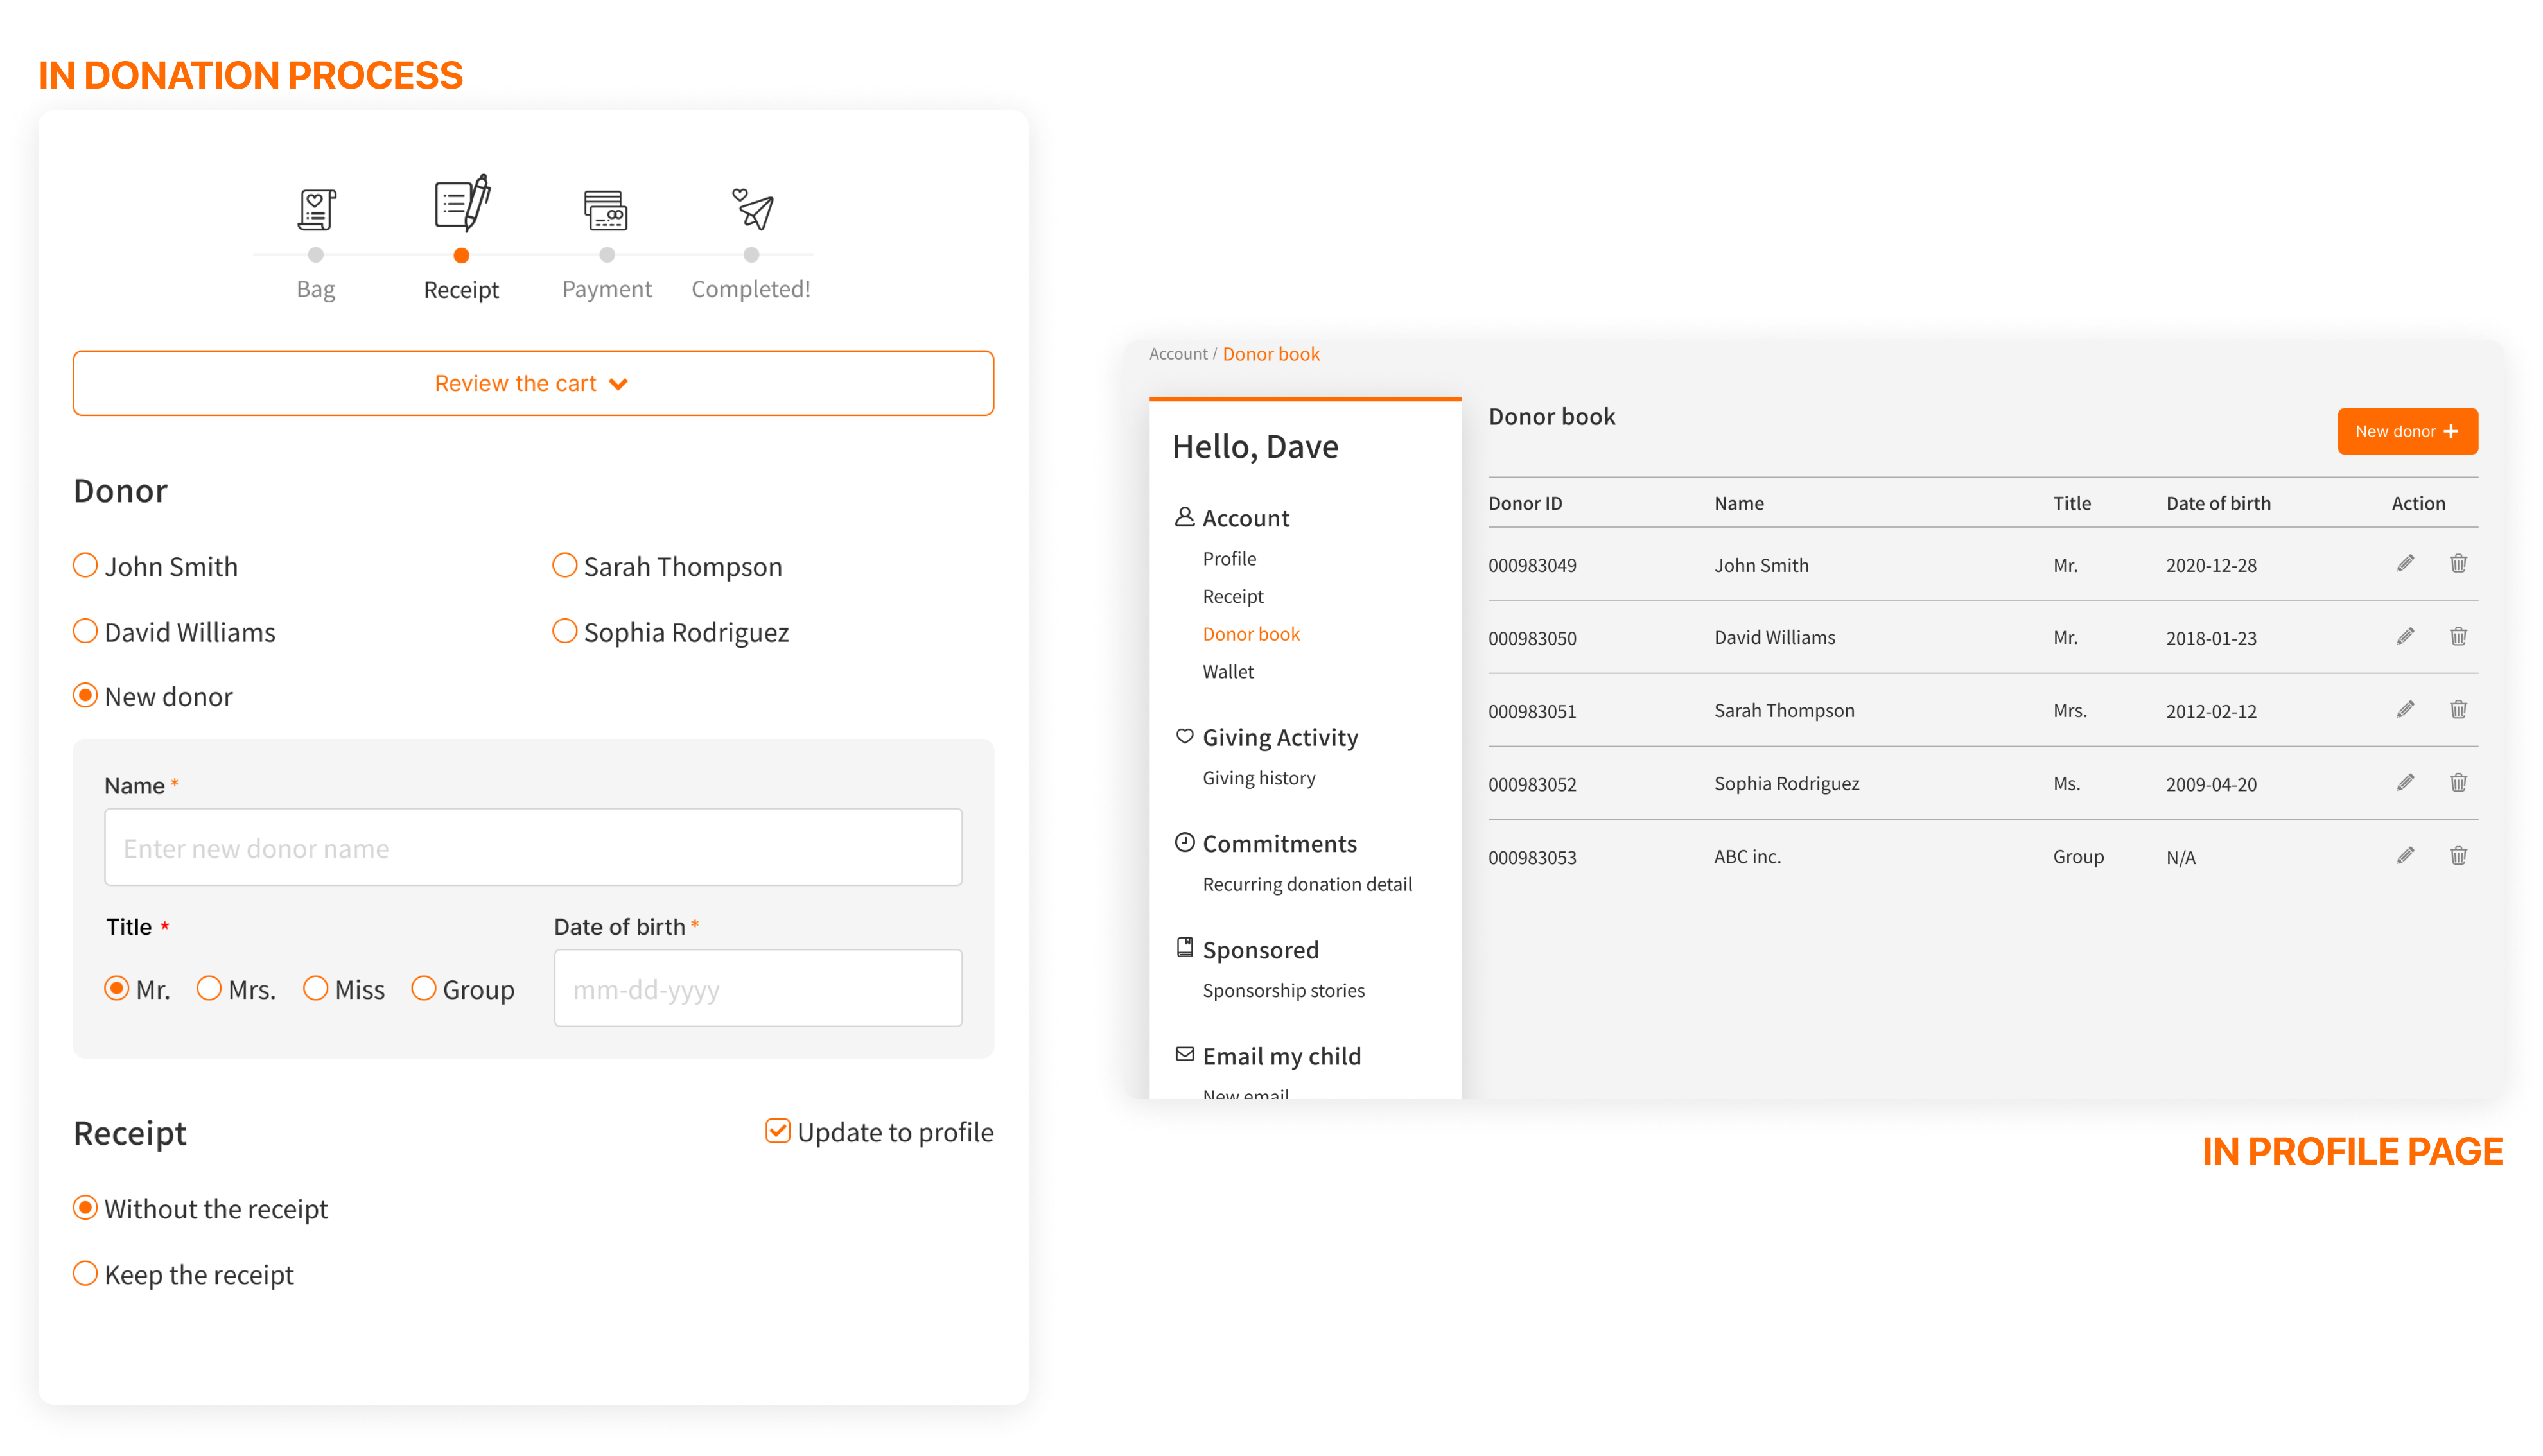 IN DONATION PROCESS
Bag Receipt Payment Completed!
Review the cart
Donor
John Smith Sarah Thompson
David Williams Sophia Rodriguez
New donor
Name *
Enter new donor name
Title * Date of birth *
Mr. Mrs. Miss Group mm-dd-yyyy
Receipt Update to profile
Without the receipt
Keep the receipt
Account / Donor book
Hello, Dave
Account
Profile
Receipt
Donor book
Wallet
Giving Activity
Giving history
Commitments
Recurring donation detail
Sponsored
Sponsorship stories
Email my child
New email
Donor book
New donor +
Donor ID Name Title Date of birth Action
000983049 John Smith Mr. 2020-12-28
000983050 David Williams Mr. 2018-01-23
000983051 Sarah Thompson Mrs. 2012-02-12
000983052 Sophia Rodriguez Ms. 2009-04-20
000983053 ABC inc. Group N/A
IN PROFILE PAGE